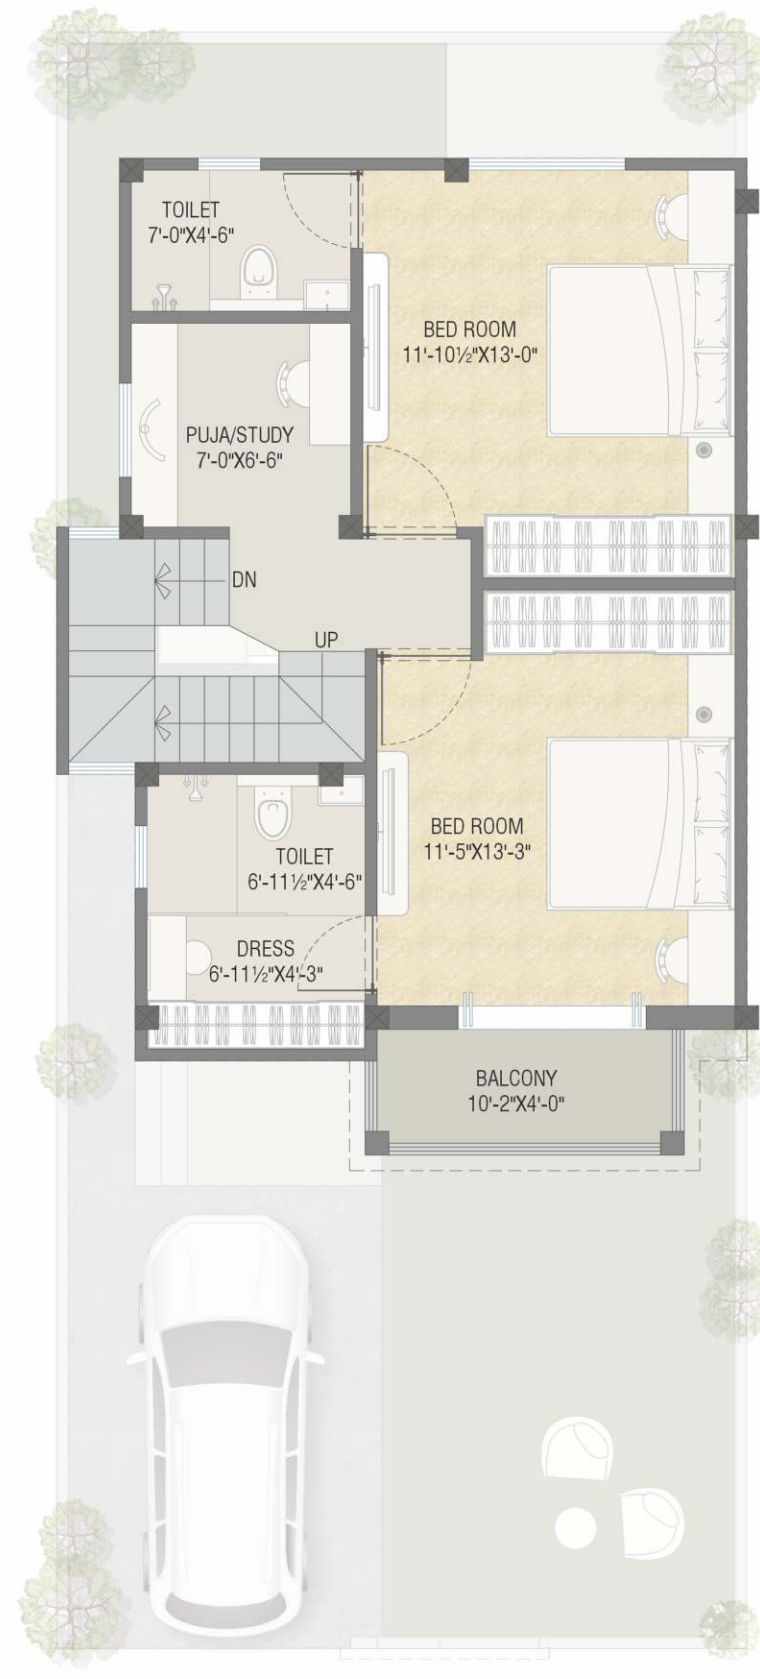 TOILET
7'-0"X4'-6"
BED ROOM
11'-10½"X13'-0"
PUJA/STUDY
7'-0"X6'-6"
DN
UP
BED ROOM
11'-5"X13'-3"
TOILET
6'-11½"X4'-6"
DRESS
6'-11½"X4'-3"
BALCONY
10'-2"X4'-0"